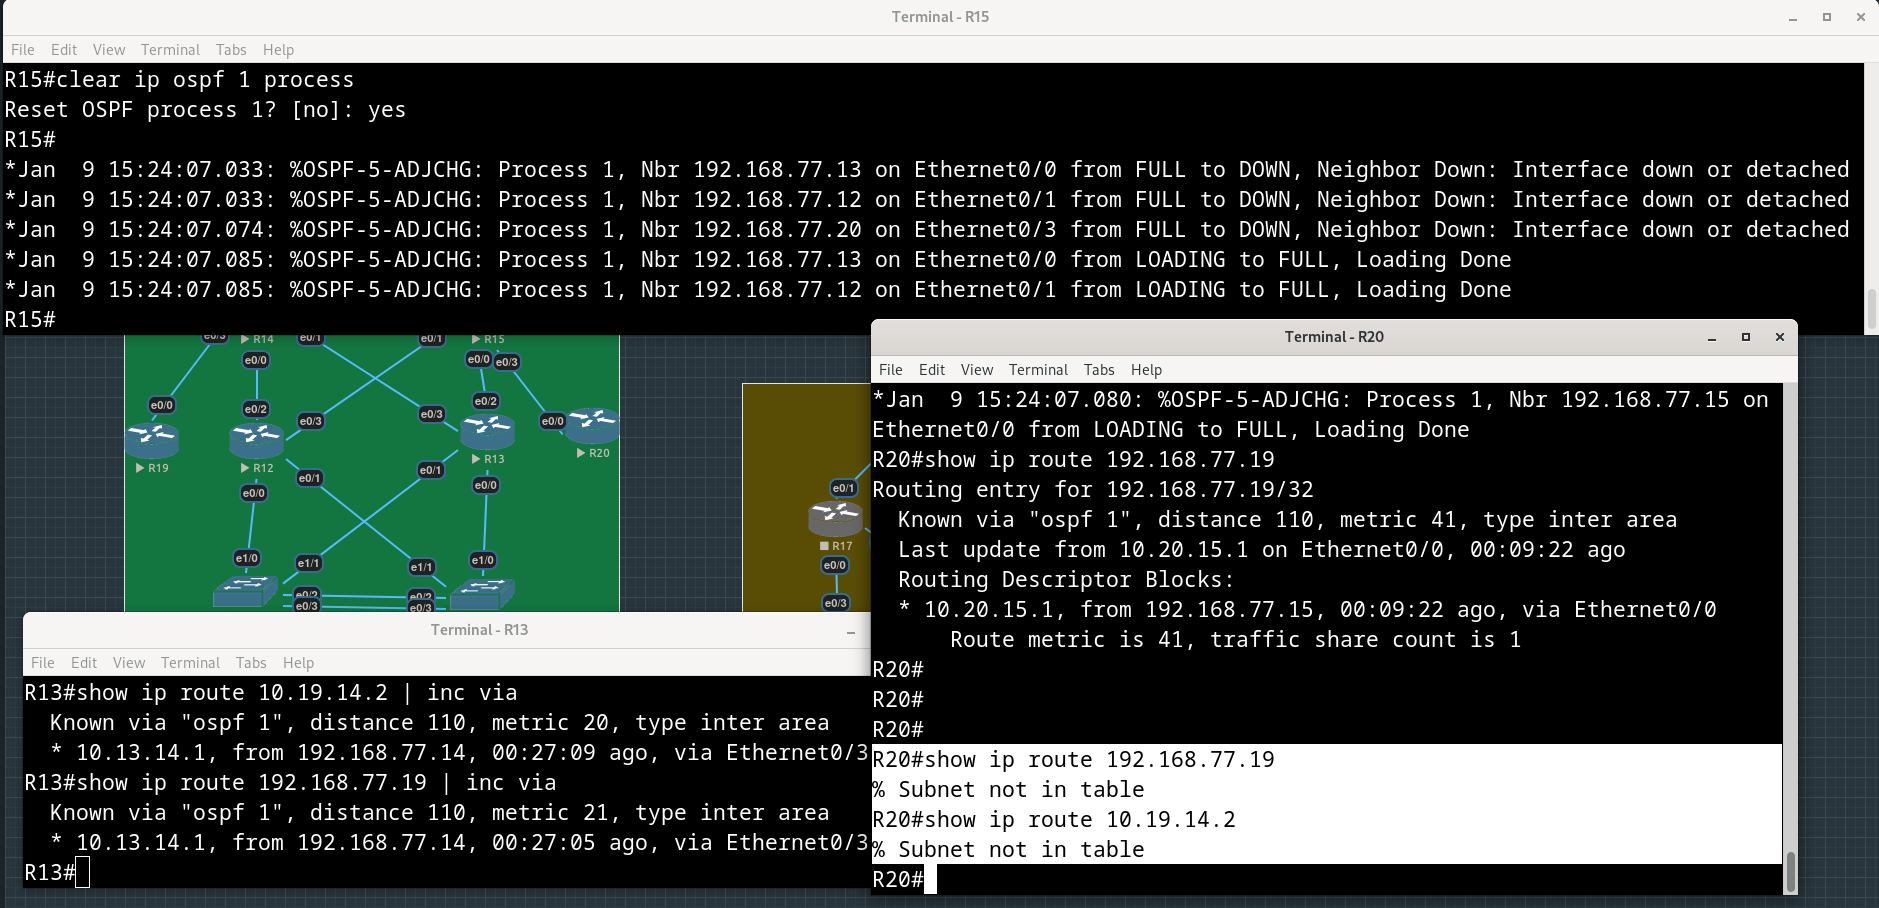 Terminal - R15
File Edit View Terminal Tabs Help
R15#clear ip ospf 1 process
Reset OSPF process 1? [no]: yes
R15#
*Jan  9 15:24:07.033: %OSPF-5-ADJCHG: Process 1, Nbr 192.168.77.13 on Ethernet0/0 from FULL to DOWN, Neighbor Down: Interface down or detached
*Jan  9 15:24:07.033: %OSPF-5-ADJCHG: Process 1, Nbr 192.168.77.12 on Ethernet0/1 from FULL to DOWN, Neighbor Down: Interface down or detached
*Jan  9 15:24:07.074: %OSPF-5-ADJCHG: Process 1, Nbr 192.168.77.20 on Ethernet0/3 from FULL to DOWN, Neighbor Down: Interface down or detached
*Jan  9 15:24:07.085: %OSPF-5-ADJCHG: Process 1, Nbr 192.168.77.13 on Ethernet0/0 from LOADING to FULL, Loading Done
*Jan  9 15:24:07.085: %OSPF-5-ADJCHG: Process 1, Nbr 192.168.77.12 on Ethernet0/1 from LOADING to FULL, Loading Done
R15#
e0/3 R14 e0/1 e0/1 R15
e0/0 e0/0 e0/3
e0/0 e0/2 e0/3 e0/3 e0/2 e0/0
R19 R12 R13 R20
e0/0 e0/1 e0/1 e0/0
e1/0 e1/1 e1/1 e1/0
e0/2 e0/2
e0/3 e0/3
e0/1
R17
e0/0
e0/3
Terminal - R13
File Edit View Terminal Tabs Help
R13#show ip route 10.19.14.2 | inc via
  Known via "ospf 1", distance 110, metric 20, type inter area
  * 10.13.14.1, from 192.168.77.14, 00:27:09 ago, via Ethernet0/3
R13#show ip route 192.168.77.19 | inc via
  Known via "ospf 1", distance 110, metric 21, type inter area
  * 10.13.14.1, from 192.168.77.14, 00:27:05 ago, via Ethernet0/3
R13#
Terminal - R20
File Edit View Terminal Tabs Help
*Jan  9 15:24:07.080: %OSPF-5-ADJCHG: Process 1, Nbr 192.168.77.15 on
Ethernet0/0 from LOADING to FULL, Loading Done
R20#show ip route 192.168.77.19
Routing entry for 192.168.77.19/32
  Known via "ospf 1", distance 110, metric 41, type inter area
  Last update from 10.20.15.1 on Ethernet0/0, 00:09:22 ago
  Routing Descriptor Blocks:
  * 10.20.15.1, from 192.168.77.15, 00:09:22 ago, via Ethernet0/0
      Route metric is 41, traffic share count is 1
R20#
R20#
R20#
R20#show ip route 192.168.77.19
% Subnet not in table
R20#show ip route 10.19.14.2
% Subnet not in table
R20#